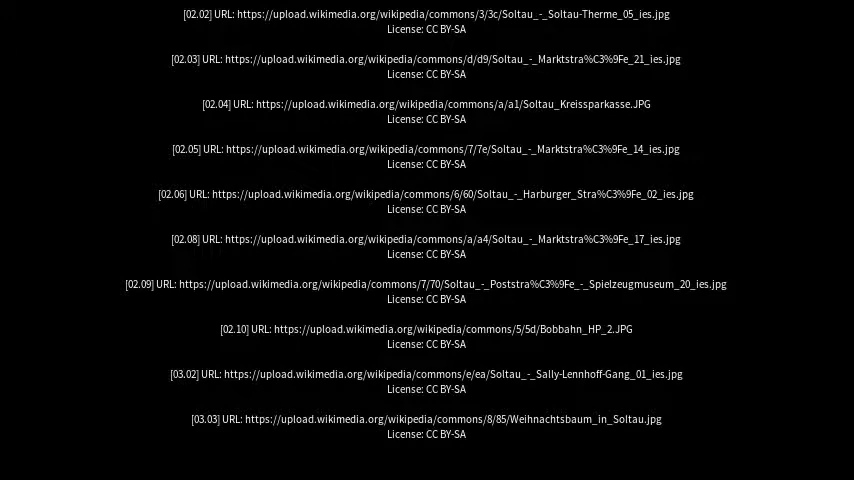 [02.02] URL: https://upload.wikimedia.org/wikipedia/commons/3/3c/Soltau_-_Soltau-Therme_05_ies.jpg
License: CC BY-SA
[02.03] URL: https://upload.wikimedia.org/wikipedia/commons/d/d9/Soltau_-_Marktstra%C3%9Fe_21_ies.jpg
License: CC BY-SA
[02.04] URL: https://upload.wikimedia.org/wikipedia/commons/a/a1/Soltau_Kreissparkasse.JPG
License: CC BY-SA
[02.05] URL: https://upload.wikimedia.org/wikipedia/commons/7/7e/Soltau_-_Marktstra%C3%9Fe_14_ies.jpg
License: CC BY-SA
[02.06] URL: https://upload.wikimedia.org/wikipedia/commons/6/60/Soltau_-_Harburger_Stra%C3%9Fe_02_ies.jpg
License: CC BY-SA
[02.08] URL: https://upload.wikimedia.org/wikipedia/commons/a/a4/Soltau_-_Marktstra%C3%9Fe_17_ies.jpg
License: CC BY-SA
[02.09] URL: https://upload.wikimedia.org/wikipedia/commons/7/70/Soltau_-_Poststra%C3%9Fe_-_Spielzeugmuseum_20_ies.jpg
License: CC BY-SA
[02.10] URL: https://upload.wikimedia.org/wikipedia/commons/5/5d/Bobbahn_HP_2.JPG
License: CC BY-SA
[03.02] URL: https://upload.wikimedia.org/wikipedia/commons/e/ea/Soltau_-_Sally-Lennhoff-Gang_01_ies.jpg
License: CC BY-SA
[03.03] URL: https://upload.wikimedia.org/wikipedia/commons/8/85/Weihnachtsbaum_in_Soltau.jpg
License: CC BY-SA